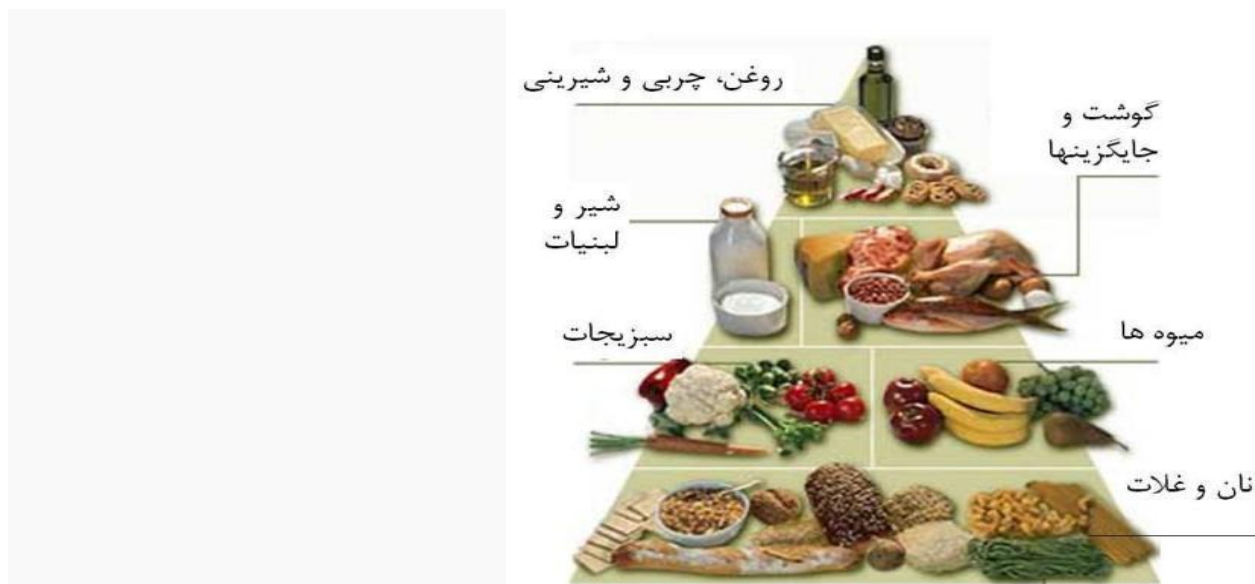 روغن، چربی و شیرینی
گوشت و
جایگزینها
شیر و
لبنیات
میوه ها
سبزیجات
نان و غلات